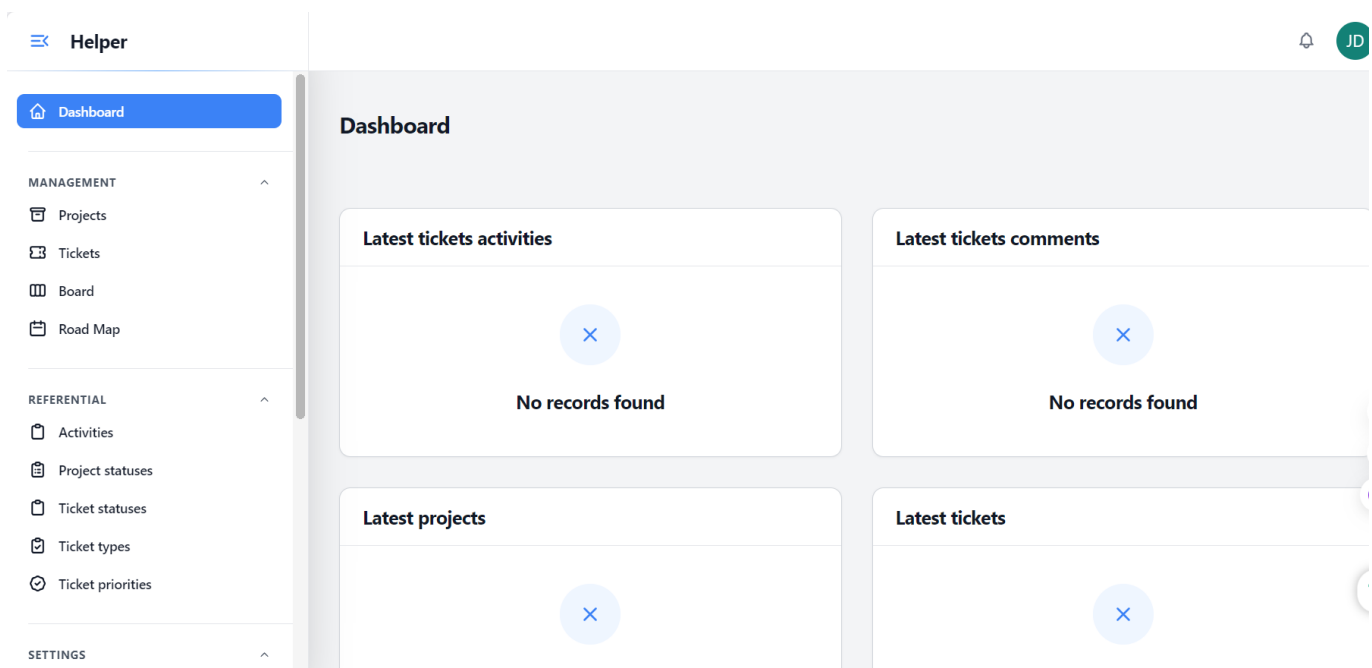 Helper
JD
Dashboard
MANAGEMENT
Projects
Tickets
Board
Road Map
REFERENTIAL
Activities
Project statuses
Ticket statuses
Ticket types
Ticket priorities
SETTINGS
Dashboard
Latest tickets activities
No records found
Latest tickets comments
No records found
Latest projects
Latest tickets